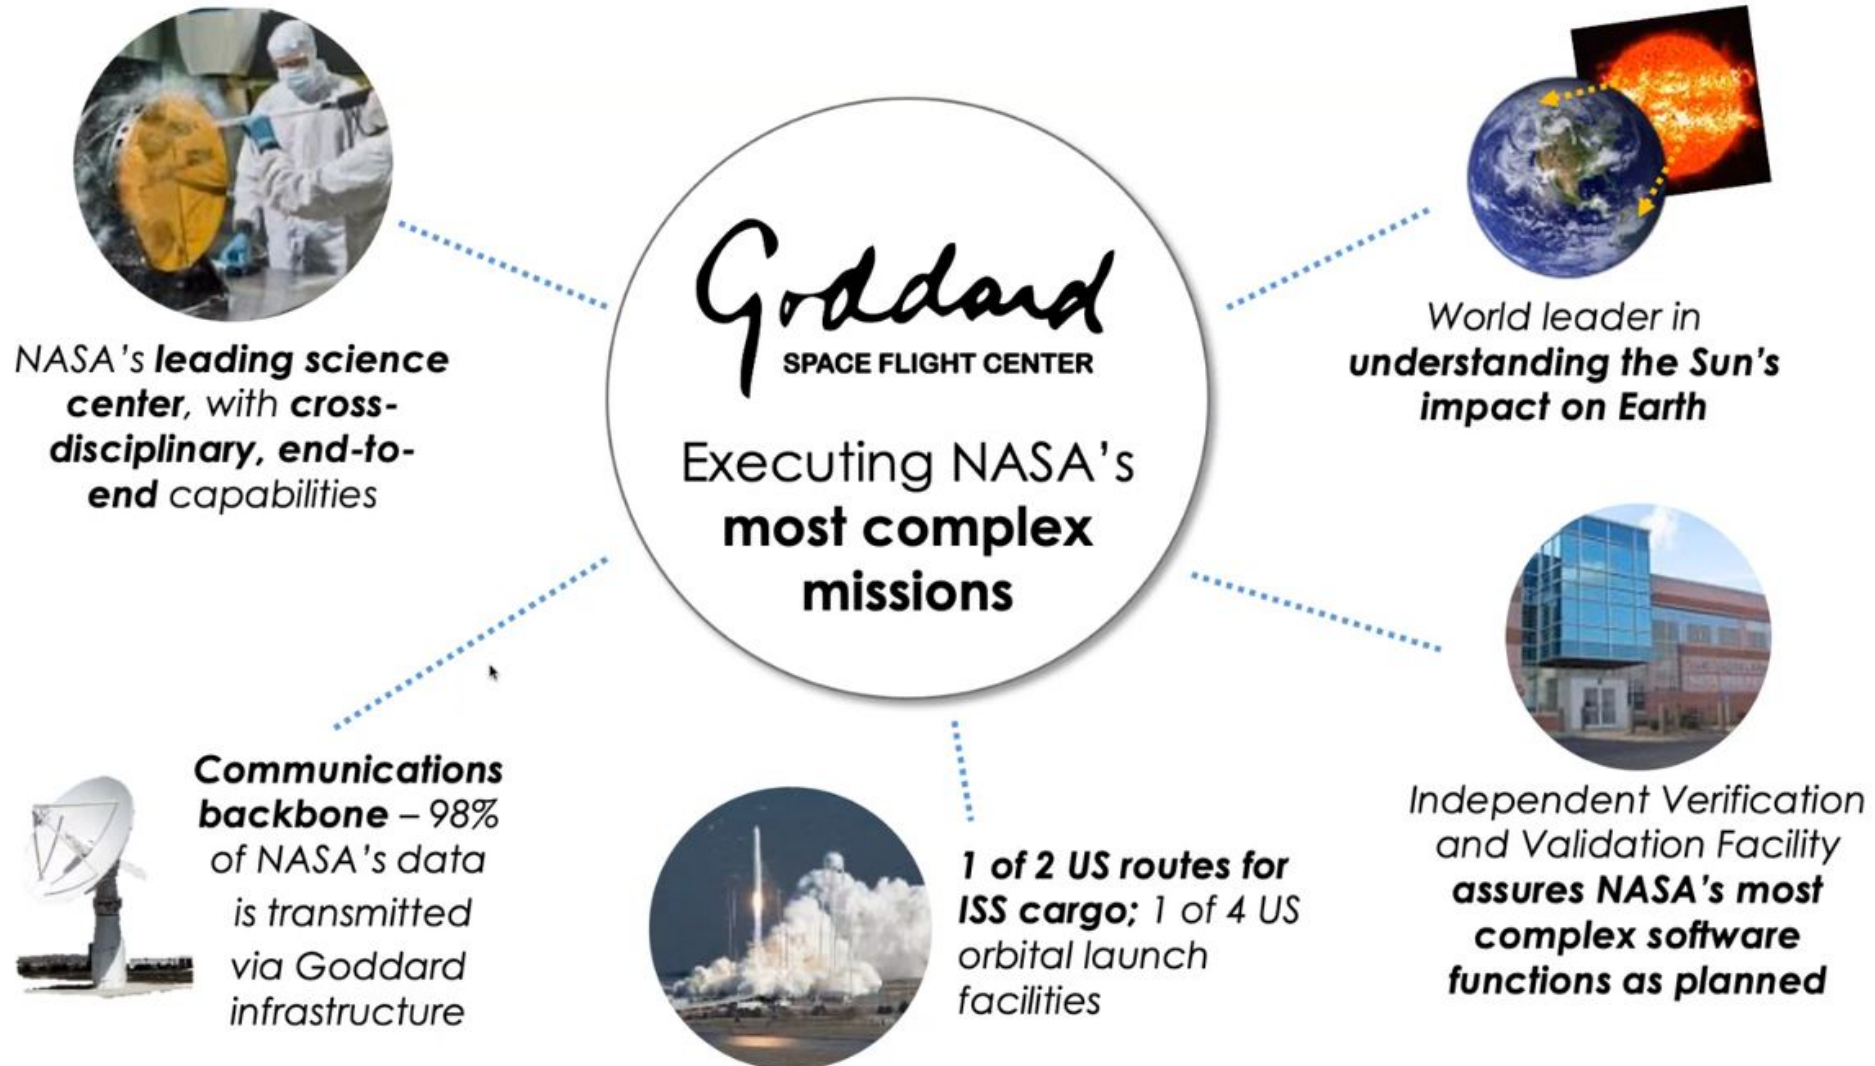 Goddard
SPACE FLIGHT CENTER
Executing NASA's
most complex
missions
NASA's leading science
center, with cross-
disciplinary, end-to-
end capabilities
World leader in
understanding the Sun's
impact on Earth
Communications
backbone – 98%
of NASA's data
is transmitted
via Goddard
infrastructure
1 of 2 US routes for
ISS cargo; 1 of 4 US
orbital launch
facilities
Independent Verification
and Validation Facility
assures NASA's most
complex software
functions as planned